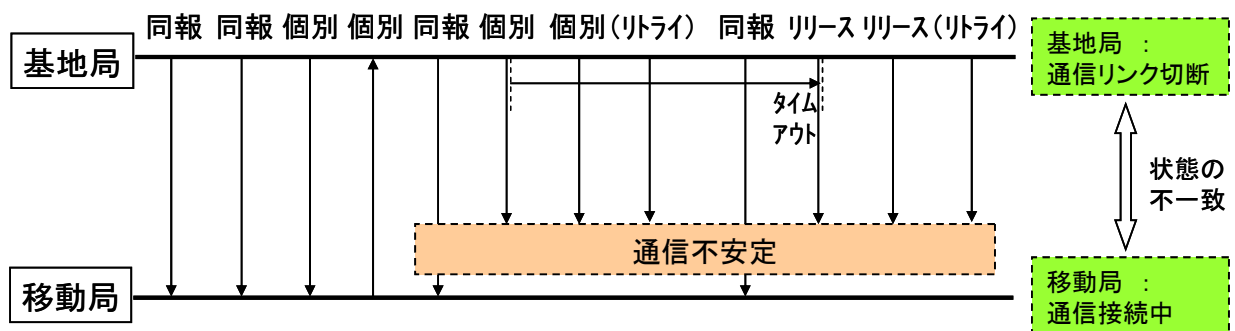 同報 同報 個別 個別 同報 個別 個別(リトライ) 同報 リリース リリース(リトライ)
基地局
タイム
アウト
通信不安定
移動局
基地局 :
通信リンク切断
状態の
不一致
移動局 :
通信接続中